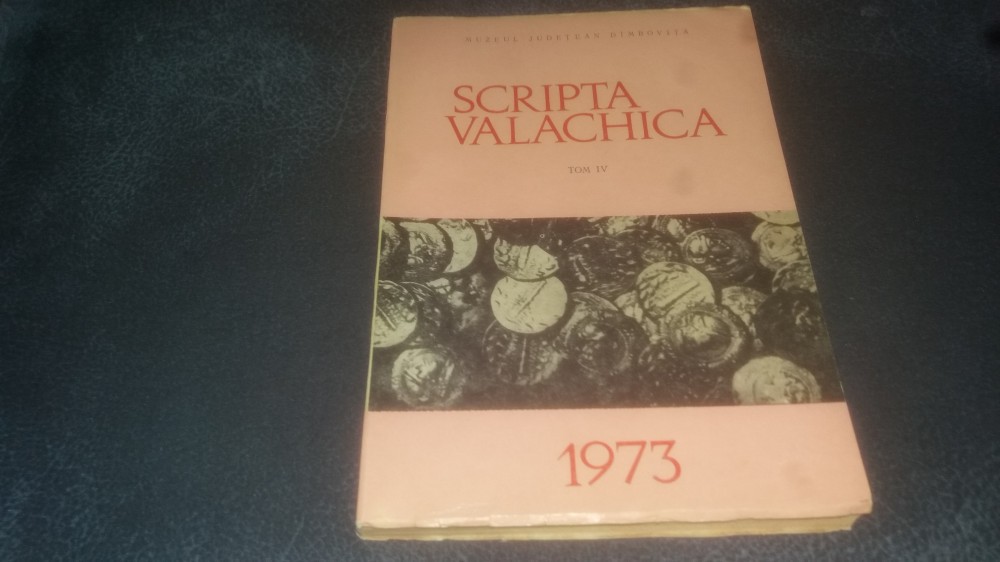 MUZEUL JUDEȚEAN DÎMBOVIȚA
SCRIPTA
VALACHICA
TOM IV
1973